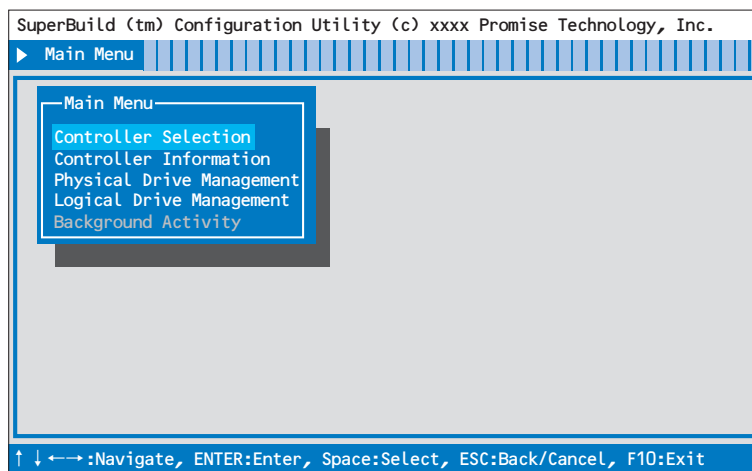 SuperBuild (tm) Configuration Utility (c) xxxx Promise Technology, Inc.
▶ Main Menu
Main Menu
Controller Selection
Controller Information
Physical Drive Management
Logical Drive Management
Background Activity
↑↓←→:Navigate, ENTER:Enter, Space:Select, ESC:Back/Cancel, F10:Exit